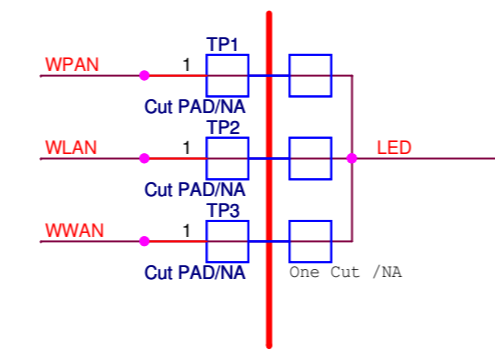 TP1
WPAN 1
Cut PAD/NA
TP2
WLAN 1 LED
Cut PAD/NA
TP3
WWAN 1
Cut PAD/NA One Cut /NA